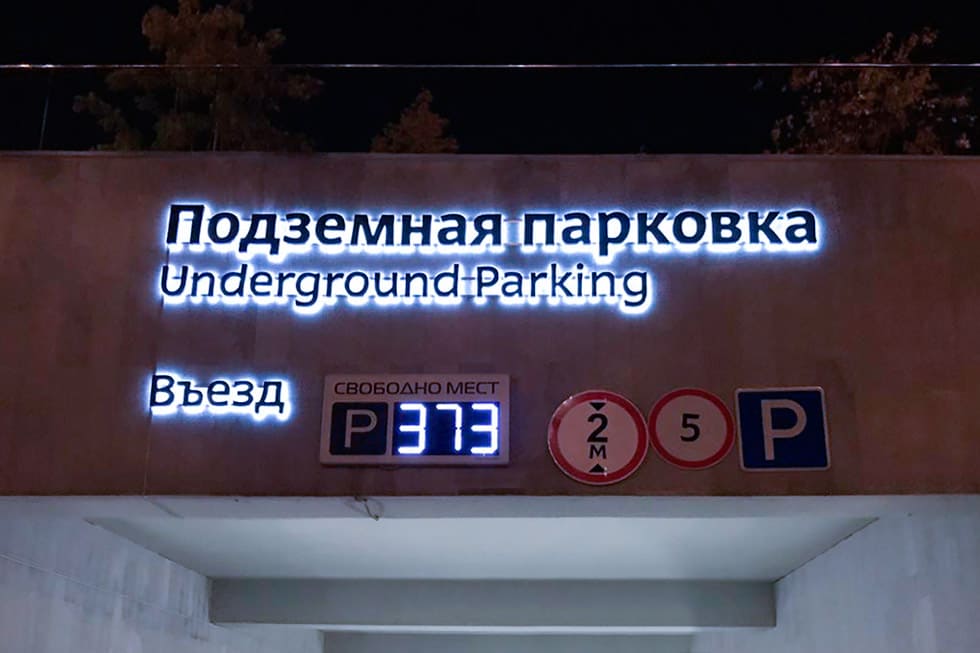 Подземная парковка
Underground Parking
Въезд
СВОБОДНО МЕСТ
P 373
2
М
5
P